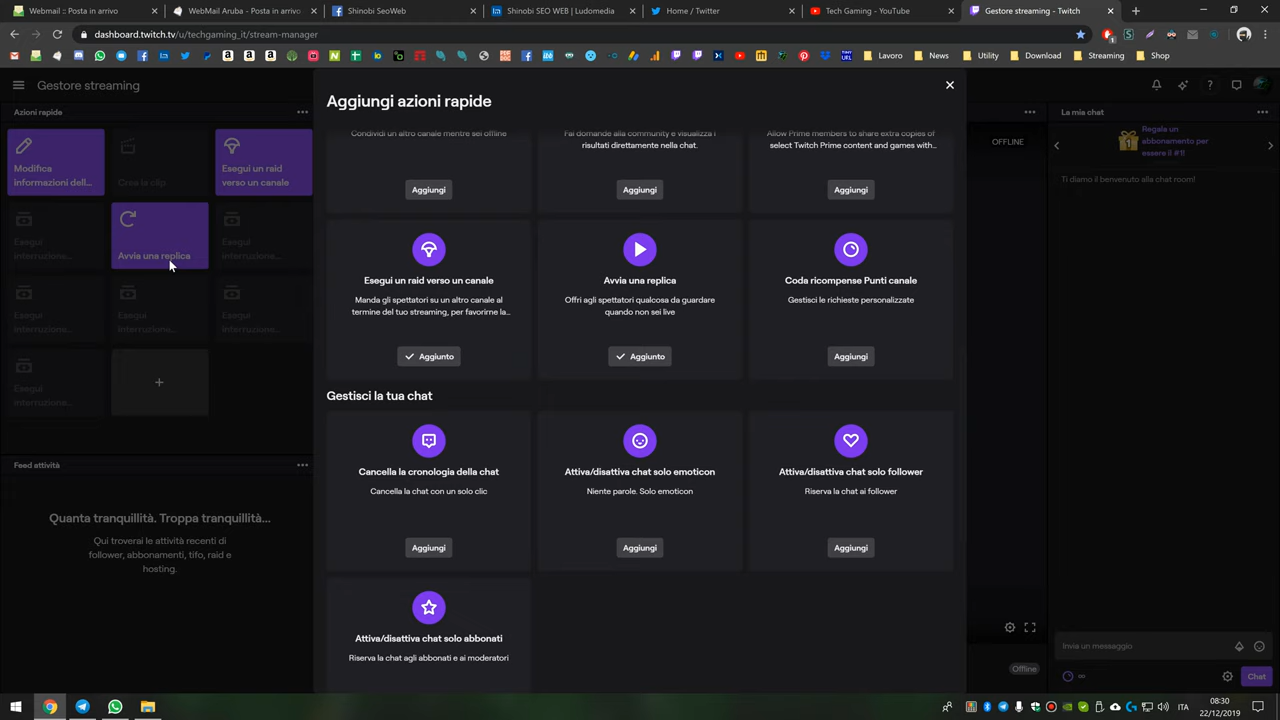 Webmail :: Posta in arrivo
WebMail Aruba - Posta in arrivo
Shinobi SeoWeb
Shinobi SEO WEB | Ludomedia
Home / Twitter
Tech Gaming - YouTube
Gestore streaming - Twitch
dashboard.twitch.tv/u/techgaming_it/stream-manager
Lavoro
News
Utility
Download
Streaming
Shop
Gestore streaming
Azioni rapide
Modifica
informazioni dell...
Crea la clip
Esegui un raid
verso un canale
Esegui
interruzione...
Avvia una replica
Esegui
interruzione...
Esegui
interruzione...
Esegui
interruzione...
Esegui
interruzione...
Esegui
interruzione...
+
Feed attività
Quanta tranquillità. Troppa tranquillità...
Qui troverai le attività recenti di
follower, abbonamenti, tifo, raid e
hosting.
Aggiungi azioni rapide
Condividi un altro canale mentre sei offline
Aggiungi
Fai domande alla community e visualizza i
risultati direttamente nella chat.
Aggiungi
Allow Prime members to share extra copies of
select Twitch Prime content and games with...
Aggiungi
Esegui un raid verso un canale
Manda gli spettatori su un altro canale al
termine del tuo streaming, per favorirne la...
Aggiunto
Avvia una replica
Offri agli spettatori qualcosa da guardare
quando non sei live
Aggiunto
Coda ricompense Punti canale
Gestisci le richieste personalizzate
Aggiungi
Gestisci la tua chat
Cancella la cronologia della chat
Cancella la chat con un solo clic
Aggiungi
Attiva/disattiva chat solo emoticon
Niente parole. Solo emoticon
Aggiungi
Attiva/disattiva chat solo follower
Riserva la chat ai follower
Aggiungi
Attiva/disattiva chat solo abbonati
Riserva la chat agli abbonati e ai moderatori
OFFLINE
Offline
La mia chat
Regala un
abbonamento per
essere il #1!
Ti diamo il benvenuto alla chat room!
Invia un messaggio
Chat
ITA
08:30
22/12/2019